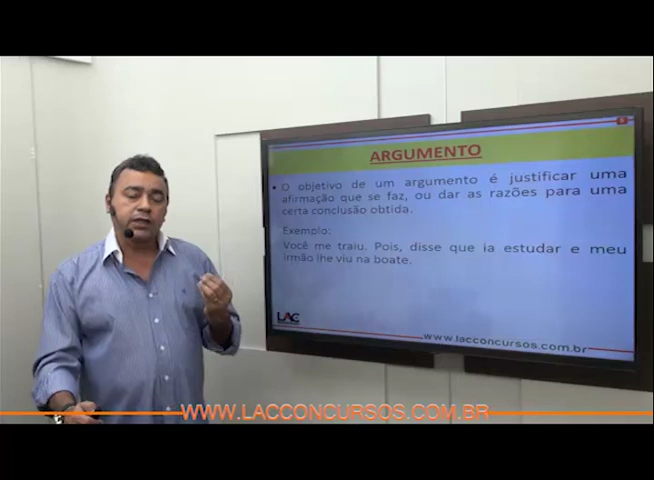 ARGUMENTO
• O objetivo de um argumento é justificar uma
afirmação que se faz, ou dar as razões para uma
certa conclusão obtida.
Exemplo:
Você me traiu. Pois, disse que ia estudar e meu
irmão lhe viu na boate.
LAC
www.lacconcursos.com.br
WWW.LACCONCURSOS.COM.BR